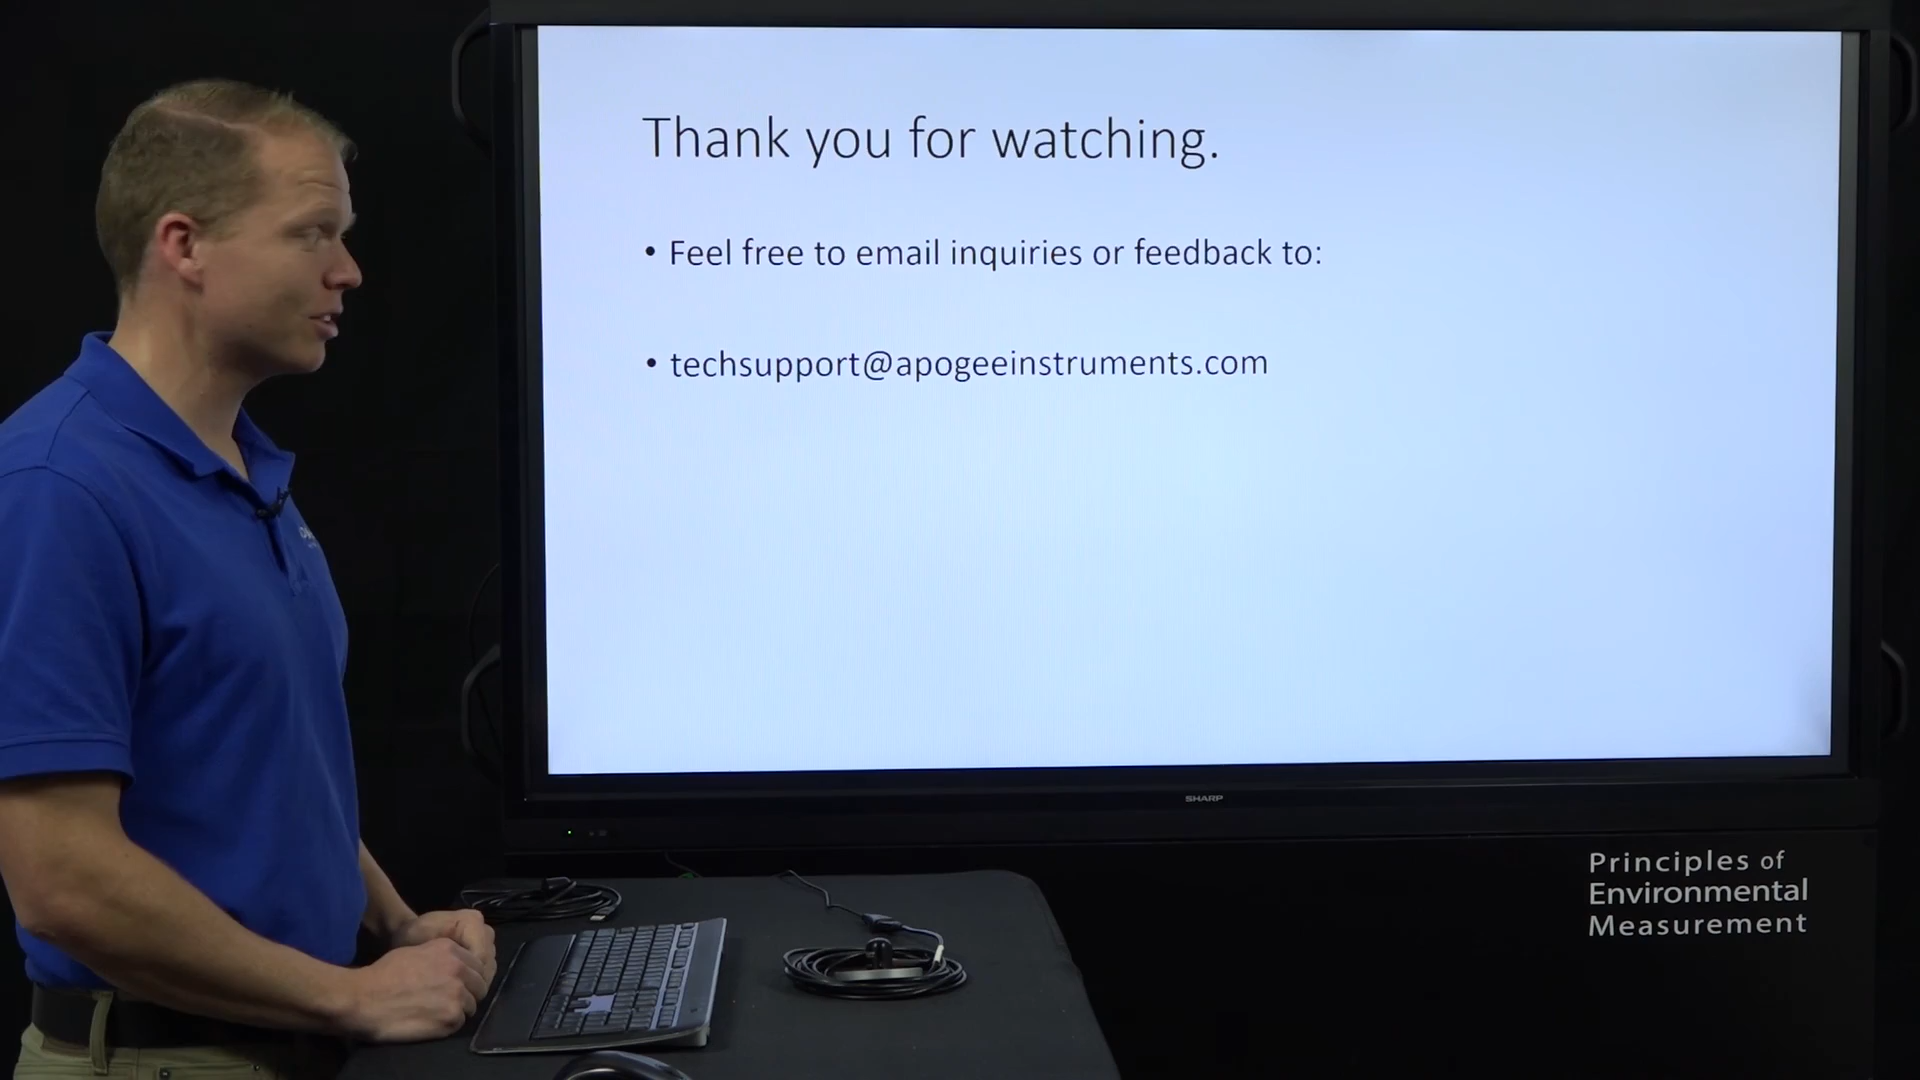 Thank you for watching.
• Feel free to email inquiries or feedback to:
• techsupport@apogeeinstruments.com
SHARP
Principles of
Environmental
Measurement